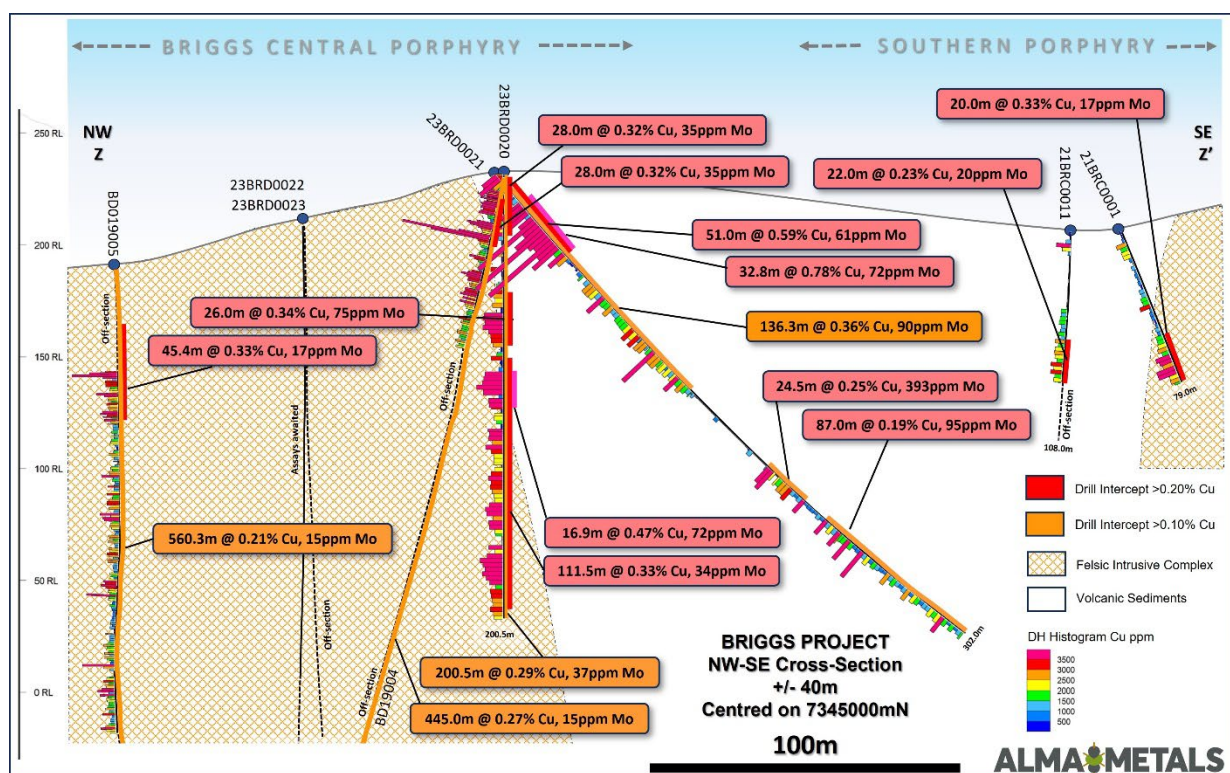 BRIGGS CENTRAL PORPHYRY
SOUTHERN PORPHYRY
250 RL
200 RL
150 RL
100 RL
50 RL
0 RL
NW
Z
SE
Z'
BD019005
23BRD0022
23BRD0023
23BRD0021
23BRD0020
21BRC0011
21BRC0001
28.0m @ 0.32% Cu, 35ppm Mo
28.0m @ 0.32% Cu, 35ppm Mo
20.0m @ 0.33% Cu, 17ppm Mo
22.0m @ 0.23% Cu, 20ppm Mo
51.0m @ 0.59% Cu, 61ppm Mo
32.8m @ 0.78% Cu, 72ppm Mo
26.0m @ 0.34% Cu, 75ppm Mo
136.3m @ 0.36% Cu, 90ppm Mo
45.4m @ 0.33% Cu, 17ppm Mo
24.5m @ 0.25% Cu, 393ppm Mo
87.0m @ 0.19% Cu, 95ppm Mo
16.9m @ 0.47% Cu, 72ppm Mo
560.3m @ 0.21% Cu, 15ppm Mo
111.5m @ 0.33% Cu, 34ppm Mo
200.5m @ 0.29% Cu, 37ppm Mo
445.0m @ 0.27% Cu, 15ppm Mo
Off-section
Assays awaited
Off-section
Off-section
Off-section
BD19004
Off-section
200.5m
302.0m
108.0m
79.0m
Drill Intercept >0.20% Cu
Drill Intercept >0.10% Cu
Felsic Intrusive Complex
Volcanic Sediments
DH Histogram Cu ppm
3500
3000
2500
2000
1500
1000
500
BRIGGS PROJECT
NW-SE Cross-Section
+/- 40m
Centred on 7345000mN
100m
ALMA METALS